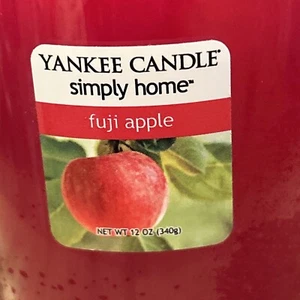 YANKEE CANDLE®
simply home™
fuji apple
NET WT 12 OZ (340g)